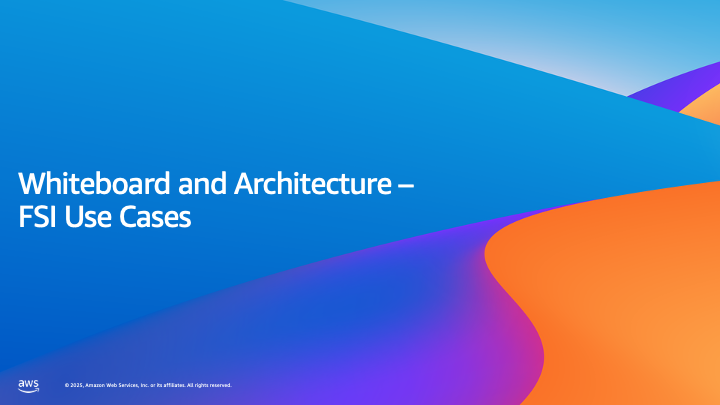 Whiteboard and Architecture –
FSI Use Cases
aws
© 2025, Amazon Web Services, Inc. or its affiliates. All rights reserved.